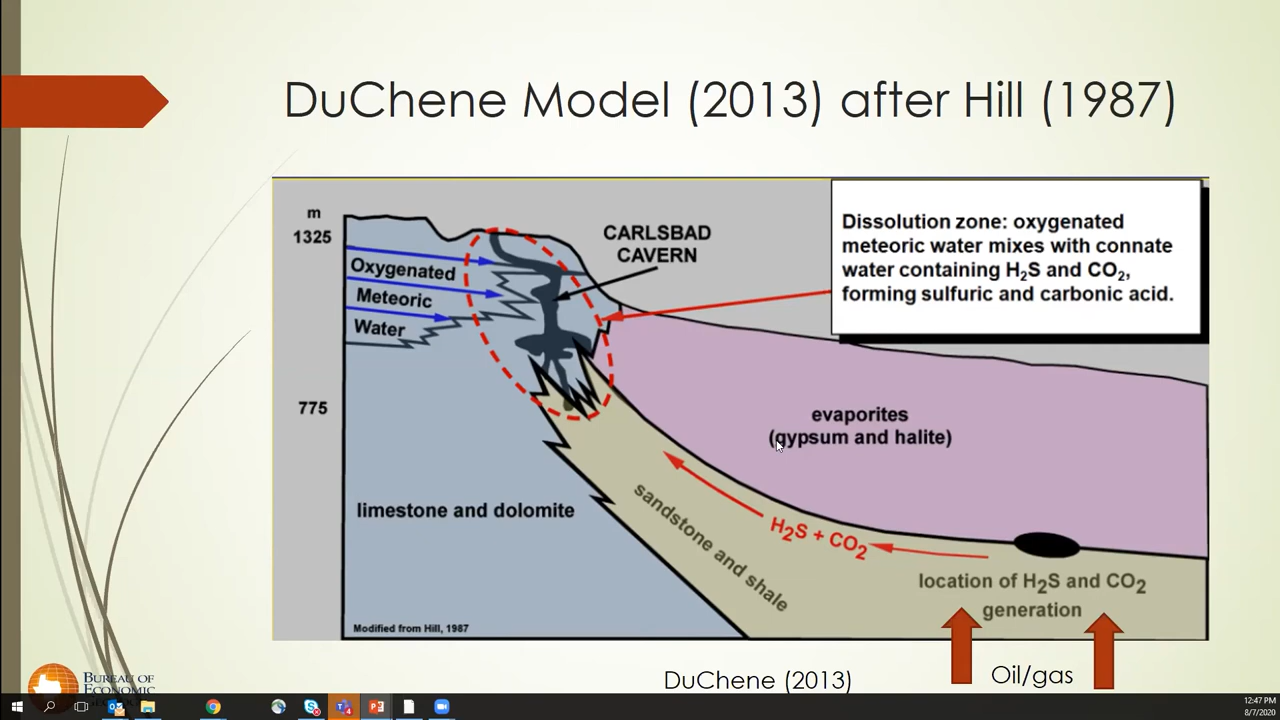 DuChene Model (2013) after Hill (1987)
m
1325
775
Oxygenated
Meteoric
Water
CARLSBAD
CAVERN
Dissolution zone: oxygenated
meteoric water mixes with connate
water containing H₂S and CO₂,
forming sulfuric and carbonic acid.
evaporites
(gypsum and halite)
limestone and dolomite
sandstone and shale
H₂S + CO₂
location of H₂S and CO₂
generation
Modified from Hill, 1987
DuChene (2013)
Oil/gas
BUREAU OF
ECONOMIC
12:47 PM
8/7/2020